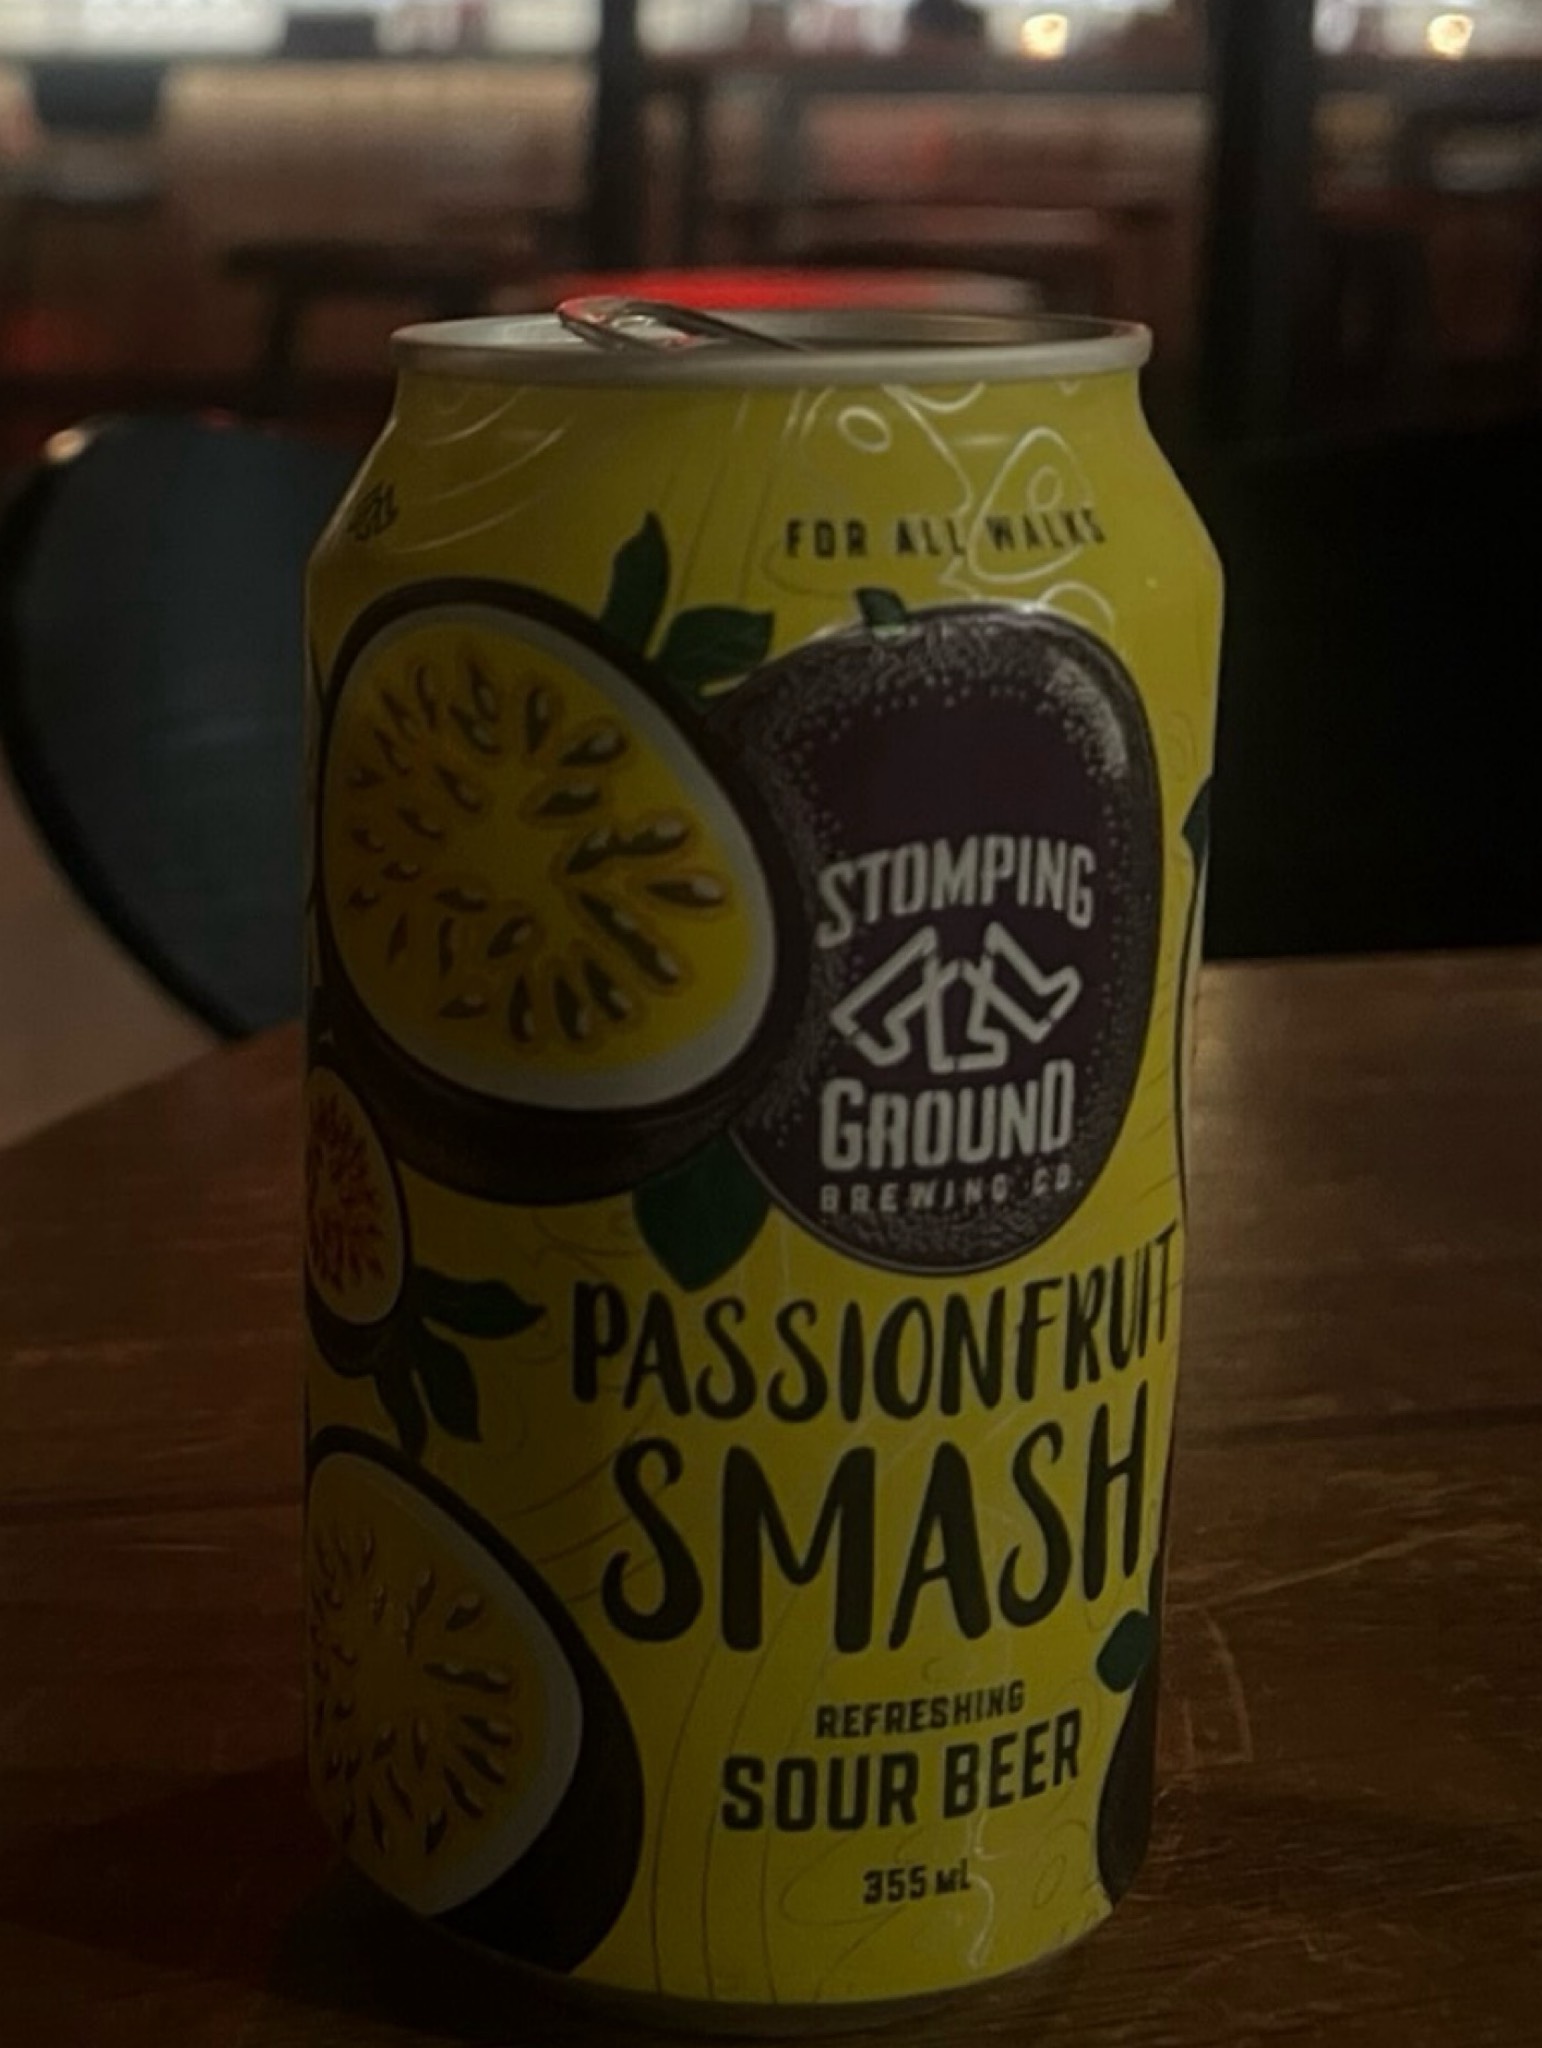 FOR ALL WALKS
STOMPING
GROUND
BREWING CO.
PASSIONFRUIT
SMASH
REFRESHING
SOUR BEER
355 mL